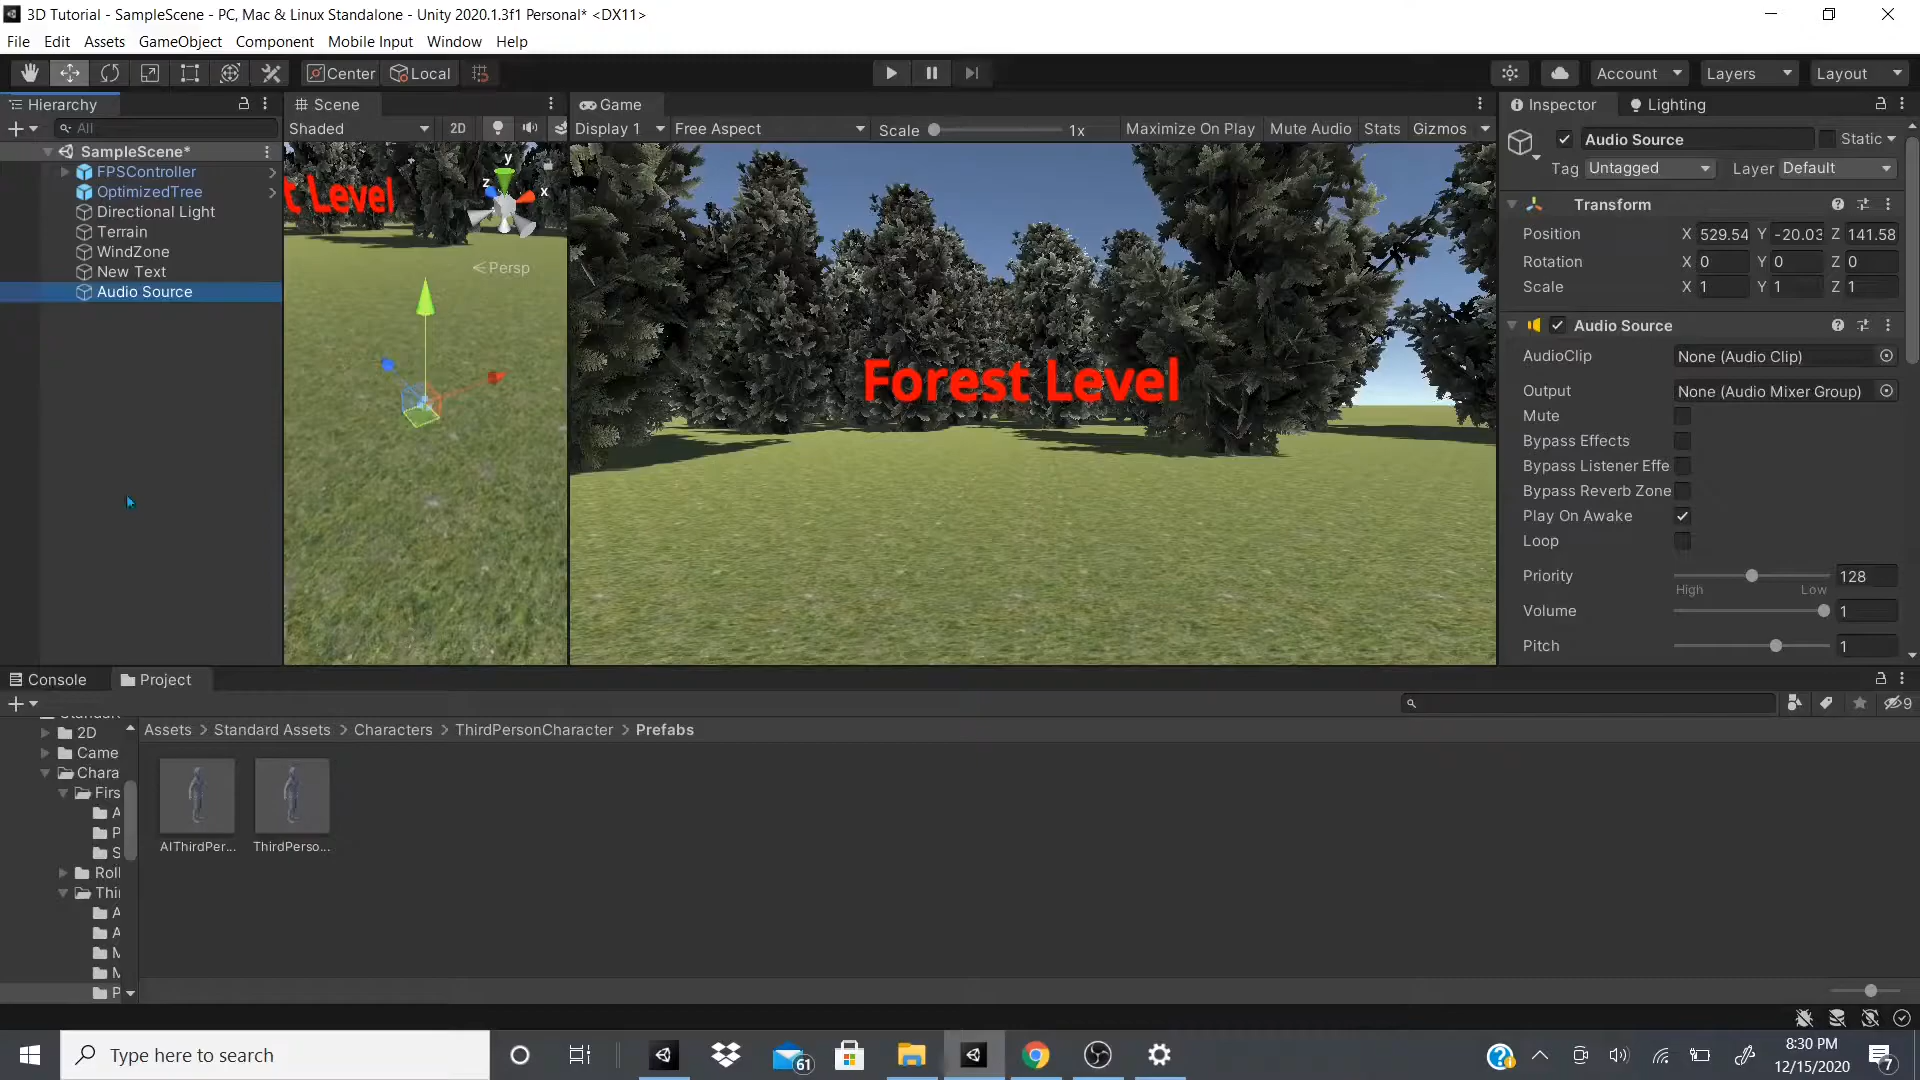 3D Tutorial - SampleScene - PC, Mac & Linux Standalone - Unity 2020.1.3f1 Personal* <DX11>
File Edit Assets GameObject Component Mobile Input Window Help
Center Local Account Layers Layout
Hierarchy
All
SampleScene*
FPSController
OptimizedTree
Directional Light
Terrain
WindZone
New Text
Audio Source
Scene
Shaded 2D
t Level
y
z x
Persp
Game
Display 1 Free Aspect Scale 1x Maximize On Play Mute Audio Stats Gizmos
Forest Level
Inspector Lighting
Audio Source Static
Tag Untagged Layer Default
Transform
Position X 529.54 Y -20.03 Z 141.58
Rotation X 0 Y 0 Z 0
Scale X 1 Y 1 Z 1
Audio Source
AudioClip None (Audio Clip)
Output None (Audio Mixer Group)
Mute
Bypass Effects
Bypass Listener Effe
Bypass Reverb Zone
Play On Awake
Loop
Priority 128
High Low
Volume 1
Pitch 1
Console Project
9
2D
Came
Chara
Firs
A
P
S
Roll
Thi
A
A
M
M
P
Assets > Standard Assets > Characters > ThirdPersonCharacter > Prefabs
AIThirdPer... ThirdPerso...
Type here to search
61
8:30 PM
12/15/2020
7